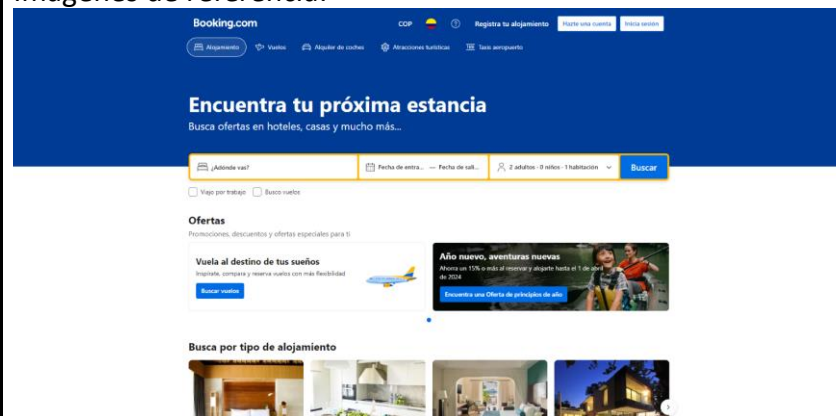 Imágenes de referencia:
Booking.com
COP
Registra tu alojamiento
Hazte una cuenta
Inicia sesión
Alojamiento
Vuelos
Alquiler de coches
Atracciones turísticas
Taxis aeropuerto
Encuentra tu próxima estancia
Busca ofertas en hoteles, casas y mucho más...
¿Adónde vas?
Fecha de entra... — Fecha de sali...
2 adultos · 0 niños · 1 habitación
Buscar
Viajo por trabajo
Busco vuelos
Ofertas
Promociones, descuentos y ofertas especiales para ti
Vuela al destino de tus sueños
Inspírate, compara y reserva vuelos con más flexibilidad
Buscar vuelos
Año nuevo, aventuras nuevas
Ahorra un 15% o más al reservar y alojarte hasta el 1 de abril
de 2024
Encuentra una Oferta de principios de año
Busca por tipo de alojamiento